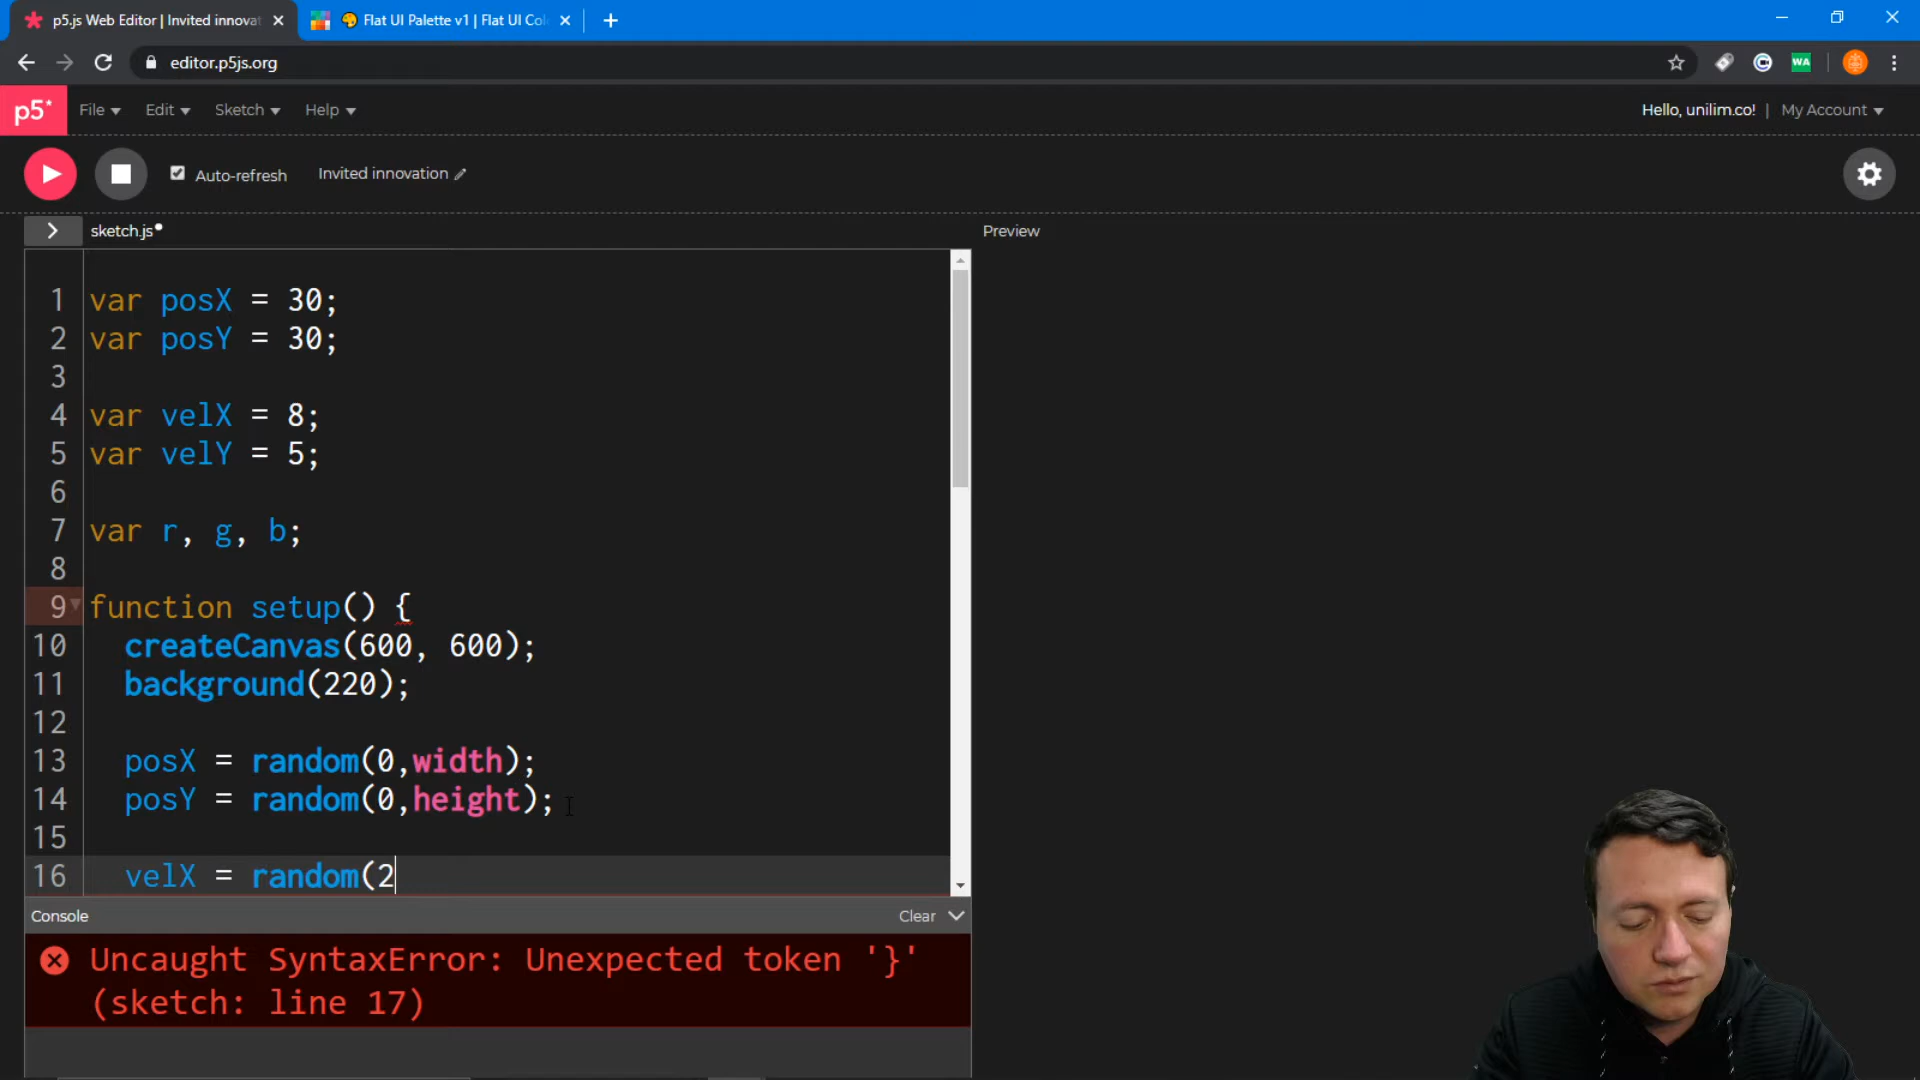 p5.js Web Editor | Invited innovat
Flat UI Palette v1 | Flat UI Col
editor.p5js.org
WA
p5*
File
Edit
Sketch
Help
Hello, unilim.co!
|
My Account
Auto-refresh
Invited innovation
sketch.js
Preview
1 var posX = 30;
2 var posY = 30;
3
4 var velX = 8;
5 var velY = 5;
6
7 var r, g, b;
8
9 function setup() {
10 createCanvas(600, 600);
11 background(220);
12
13 posX = random(0,width);
14 posY = random(0,height);
15
16 velX = random(2
Console
Clear
Uncaught SyntaxError: Unexpected token '}'
(sketch: line 17)